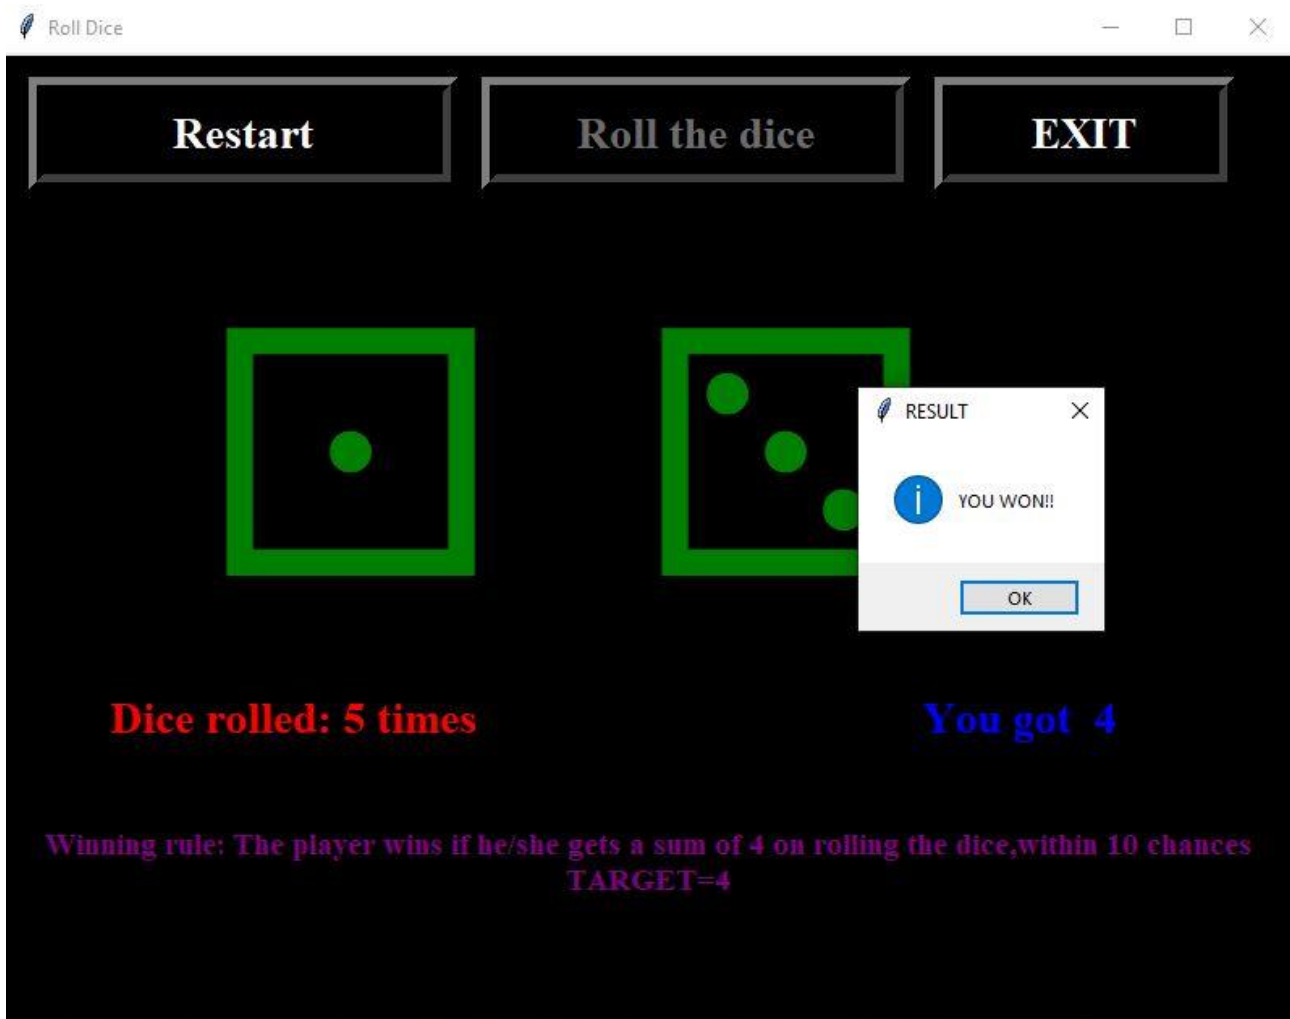 Roll Dice
Restart
Roll the dice
EXIT
RESULT
i
YOU WON!!
OK
Dice rolled: 5 times
You got  4
Winning rule: The player wins if he/she gets a sum of 4 on rolling the dice,within 10 chances
TARGET=4